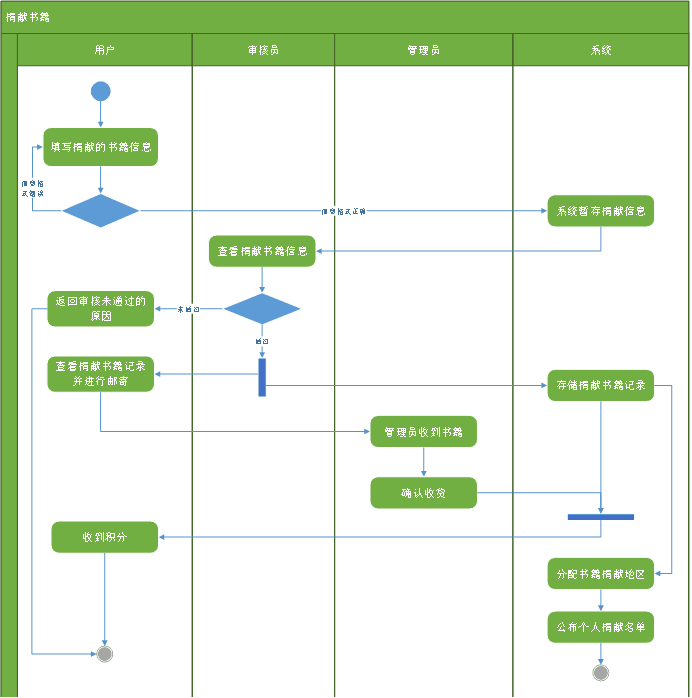 捐献书籍
用户
审核员
管理员
系统
填写捐献的书籍信息
信息格
式错误
信息格式正确
系统暂存捐献信息
查看捐献书籍信息
返回审核未通过的
原因
未通过
通过
查看捐献书籍记录
并进行邮寄
存储捐献书籍记录
管理员收到书籍
确认收货
收到积分
分配书籍捐献地区
公布个人捐献名单